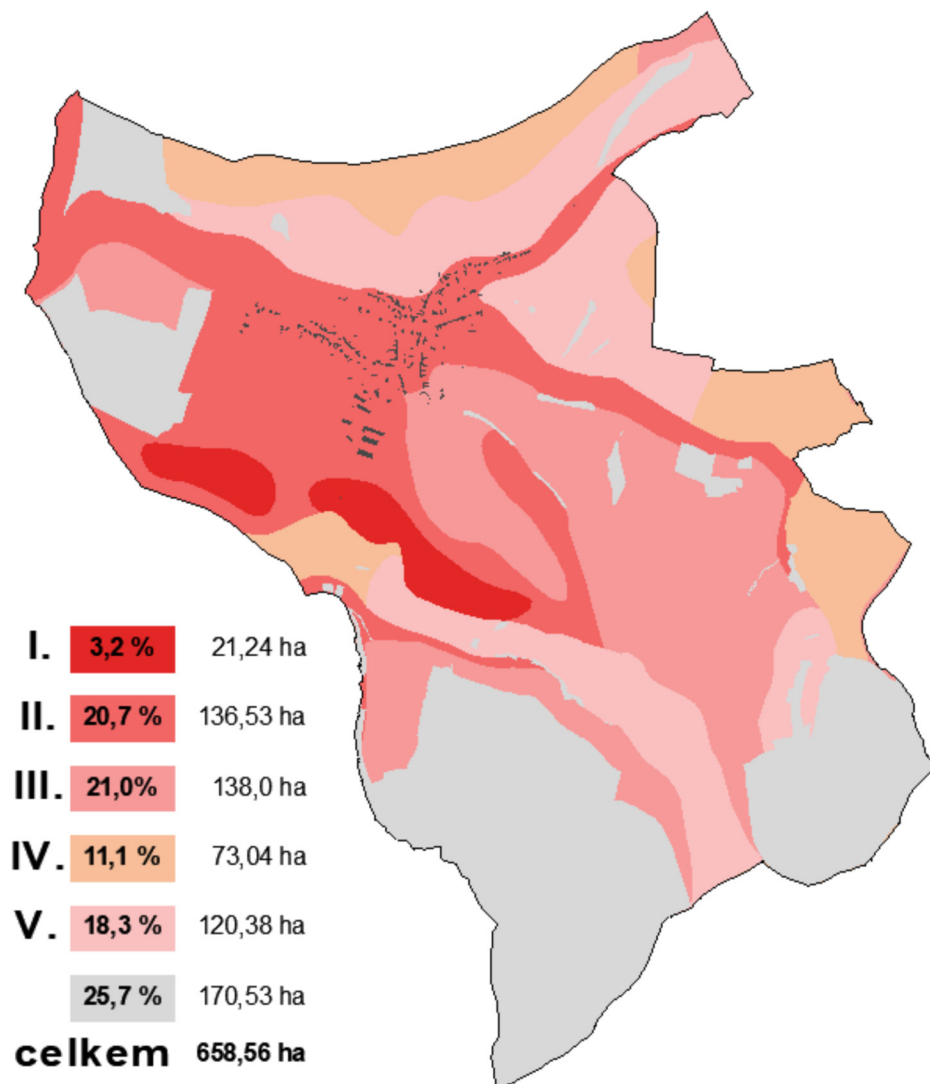 I. 3,2 % 21,24 ha
II. 20,7 % 136,53 ha
III. 21,0% 138,0 ha
IV. 11,1 % 73,04 ha
V. 18,3 % 120,38 ha
25,7 % 170,53 ha
celkem 658,56 ha